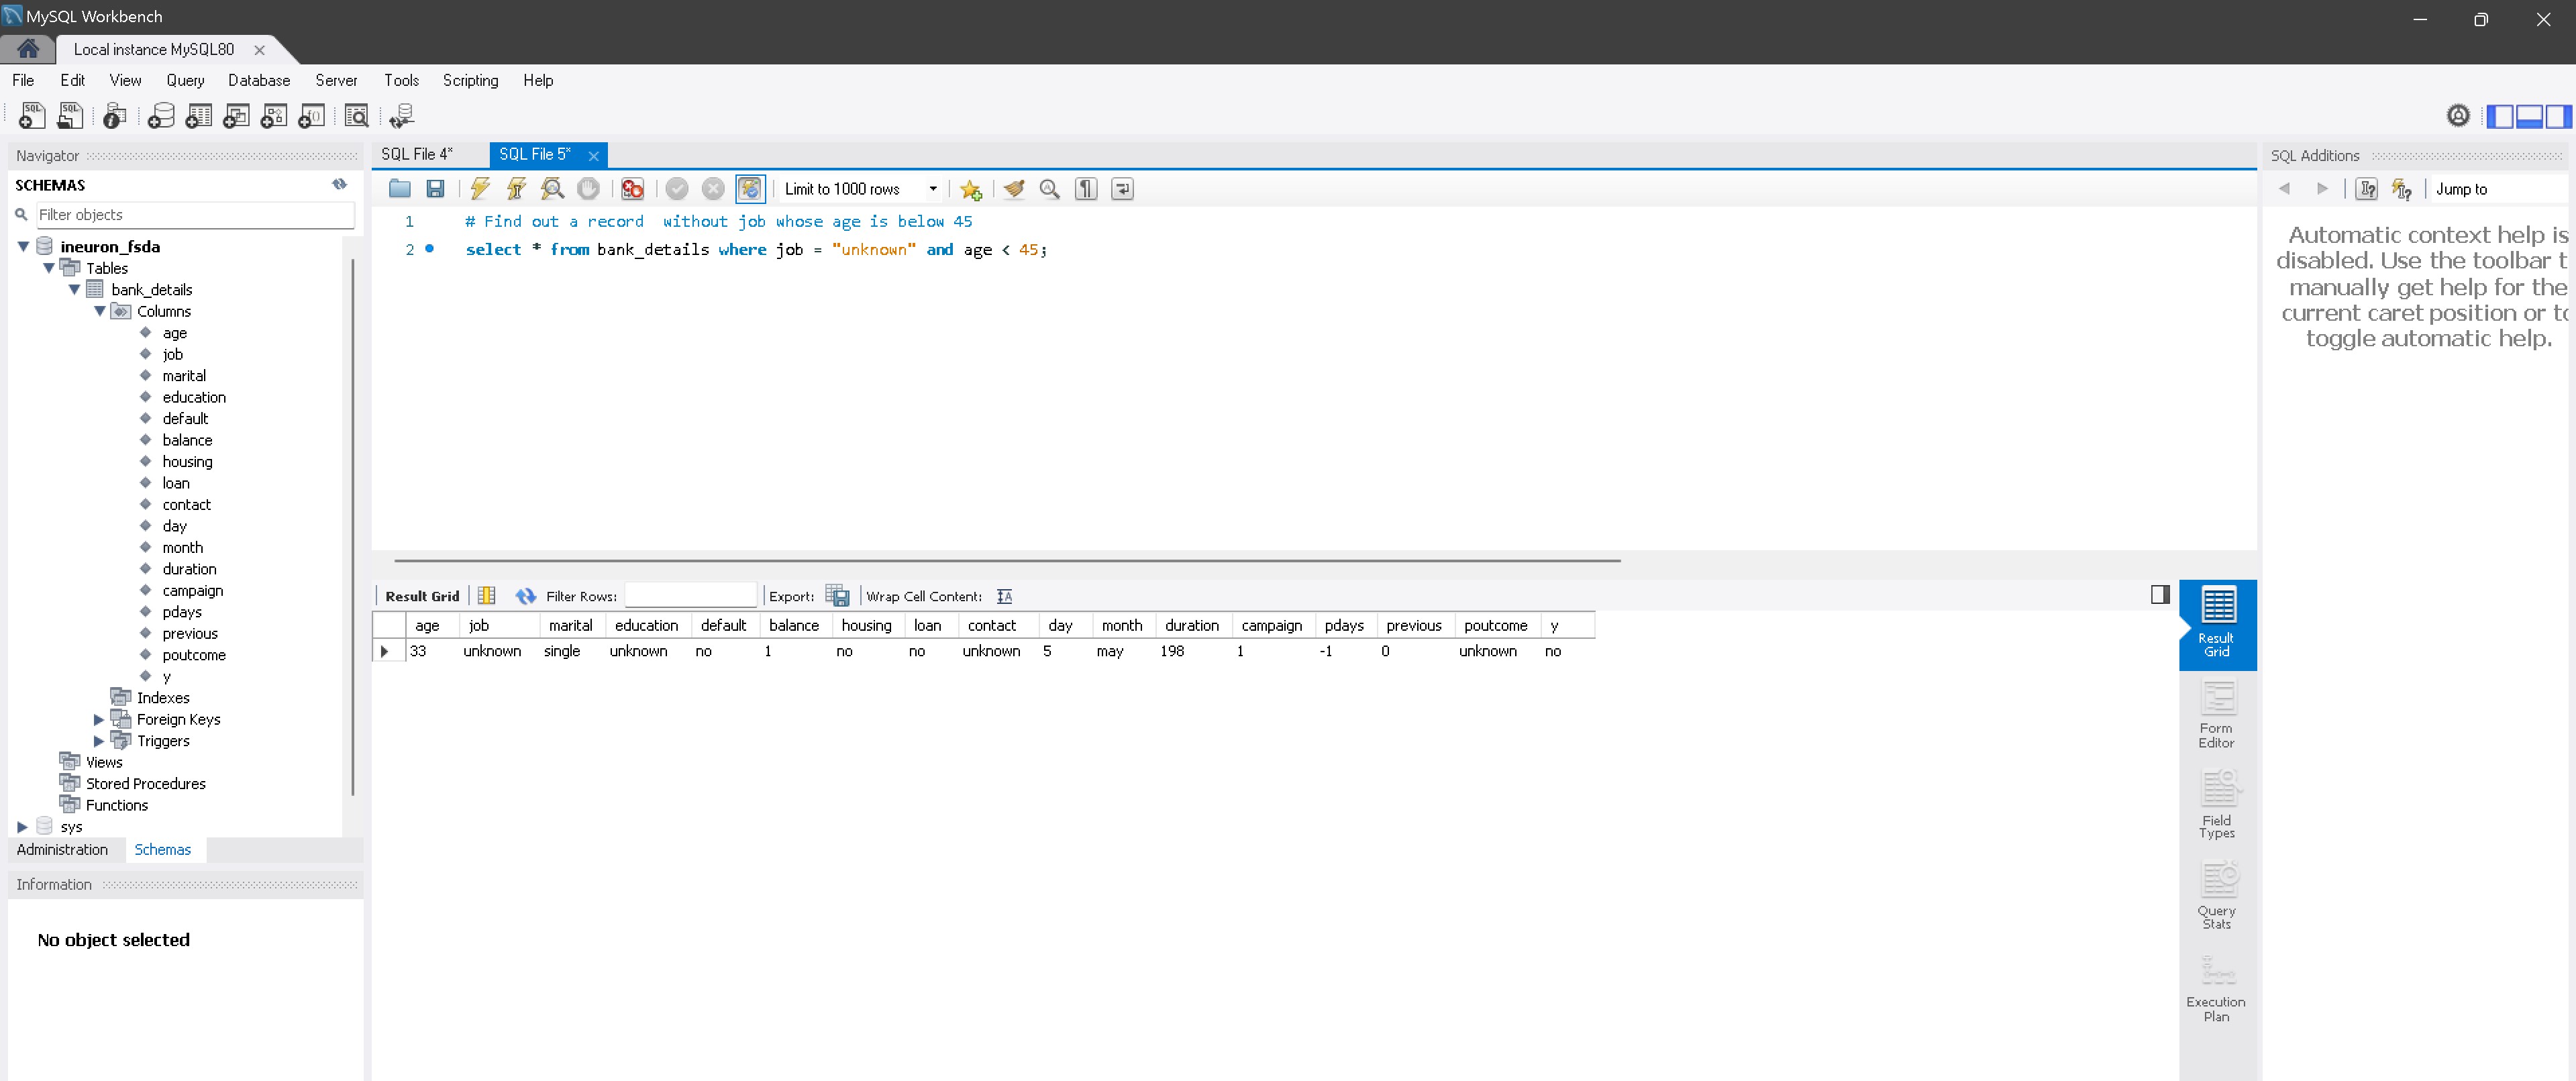 MySQL Workbench
Local instance MySQL80
File Edit View Query Database Server Tools Scripting Help
Navigator
SCHEMAS
Filter objects
ineuron_fsda
Tables
bank_details
Columns
age
job
marital
education
default
balance
housing
loan
contact
day
month
duration
campaign
pdays
previous
poutcome
y
Indexes
Foreign Keys
Triggers
Views
Stored Procedures
Functions
sys
Administration Schemas
Information
No object selected
SQL File 4* SQL File 5*
Limit to 1000 rows
1 # Find out a record  without job whose age is below 45
2 select * from bank_details where job = "unknown" and age < 45;
Result Grid Filter Rows: Export: Wrap Cell Content:
age job marital education default balance housing loan contact day month duration campaign pdays previous poutcome y
33 unknown single unknown no 1 no no unknown 5 may 198 1 -1 0 unknown no
Result
Grid
Form
Editor
Field
Types
Query
Stats
Execution
Plan
SQL Additions
Jump to
Automatic context help is
disabled. Use the toolbar t
manually get help for the
current caret position or to
toggle automatic help.